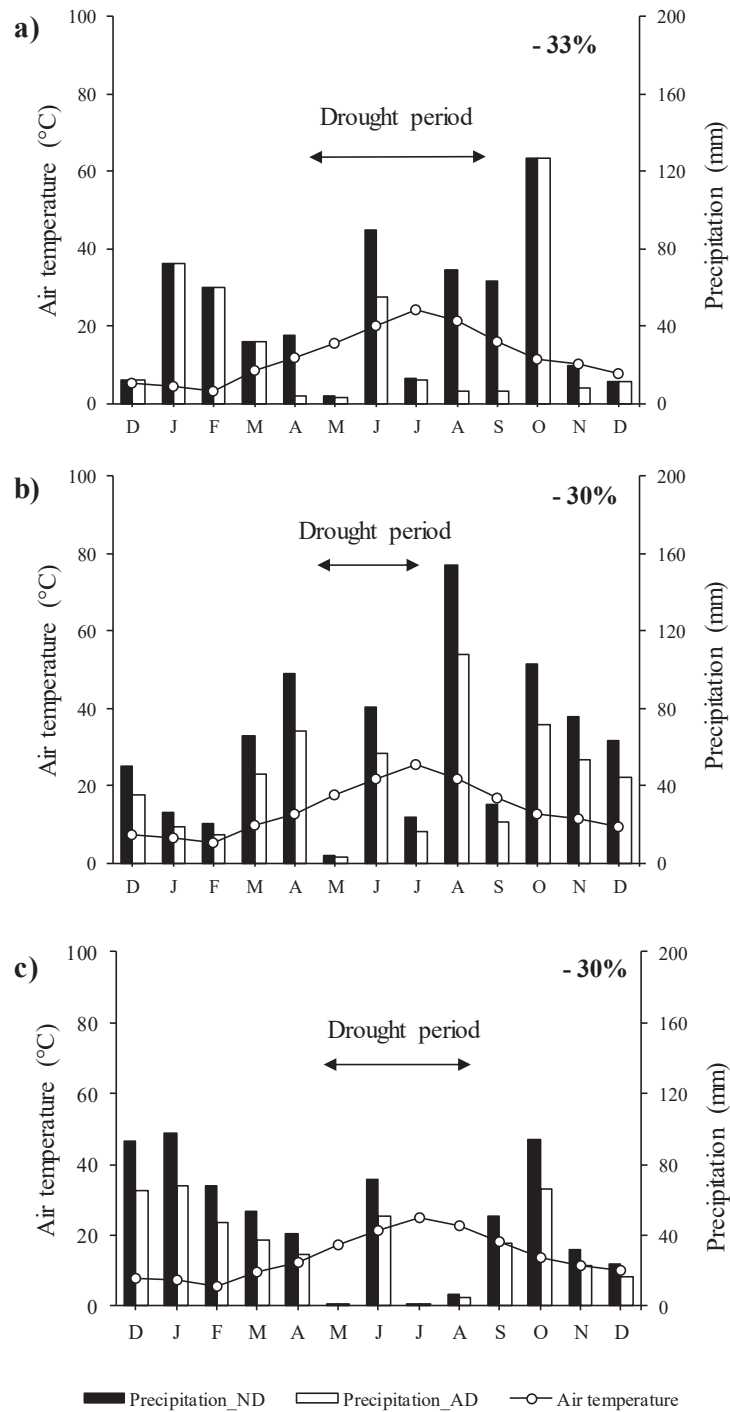 a)
- 33%
Drought period
Air temperature (°C)
Precipitation (mm)
100
80
60
40
20
0
200
160
120
80
40
0
D J F M A M J J A S O N D
b)
- 30%
Drought period
Air temperature (°C)
Precipitation (mm)
100
80
60
40
20
0
200
160
120
80
40
0
D J F M A M J J A S O N D
c)
- 30%
Drought period
Air temperature (°C)
Precipitation (mm)
100
80
60
40
20
0
200
160
120
80
40
0
D J F M A M J J A S O N D
Precipitation_ND Precipitation_AD Air temperature